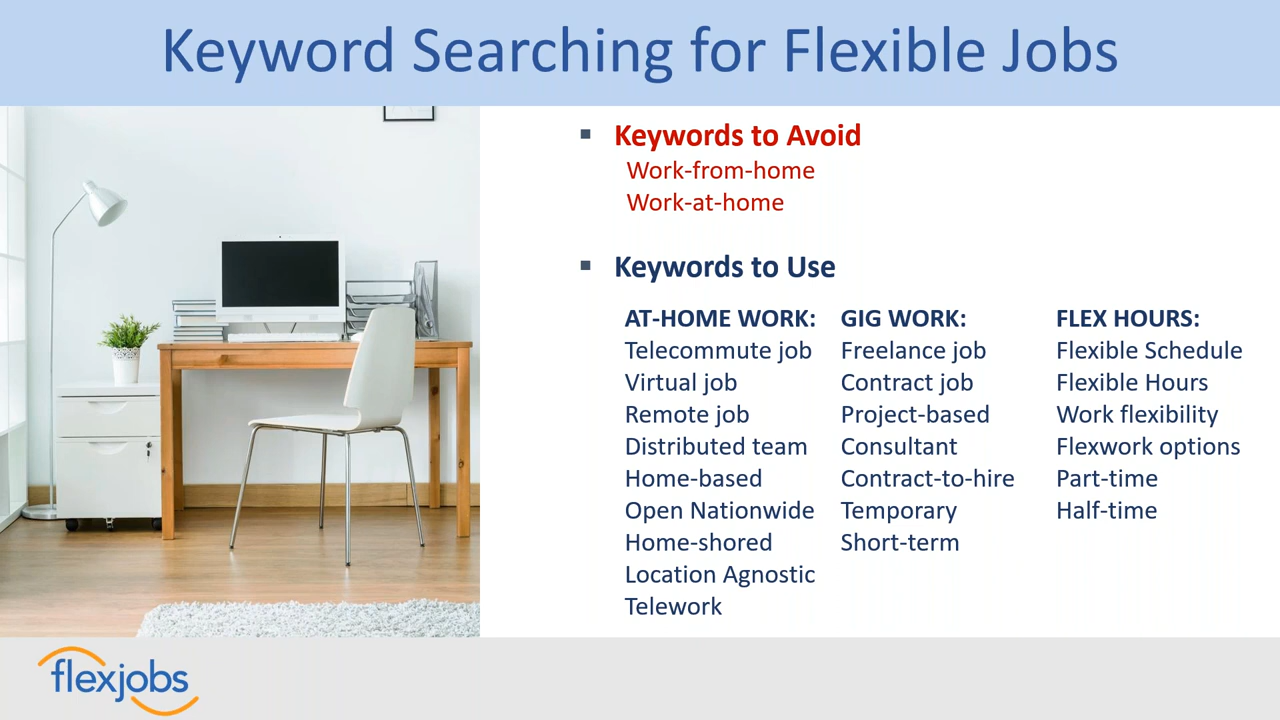 Keyword Searching for Flexible Jobs
▪ Keywords to Avoid
Work-from-home
Work-at-home
▪ Keywords to Use
AT-HOME WORK:
Telecommute job
Virtual job
Remote job
Distributed team
Home-based
Open Nationwide
Home-shored
Location Agnostic
Telework
GIG WORK:
Freelance job
Contract job
Project-based
Consultant
Contract-to-hire
Temporary
Short-term
FLEX HOURS:
Flexible Schedule
Flexible Hours
Work flexibility
Flexwork options
Part-time
Half-time
flexjobs